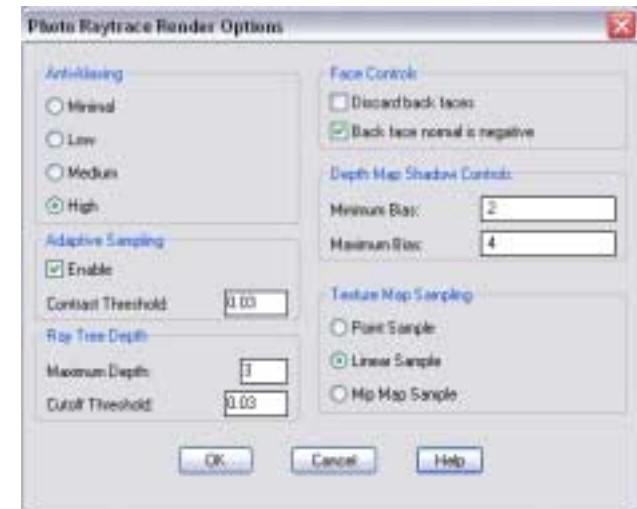 Photo Raytrace Render Options
Anti-Aliasing
Minimal
Low
Medium
High
Adaptive Sampling
Enable
Contrast Threshold: 0.03
Ray Tree Depth
Maximum Depth: 3
Cutoff Threshold: 0.03
Face Controls
Discard back faces
Back face normal is negative
Depth Map Shadow Controls
Minimum Bias: 2
Maximum Bias: 4
Texture Map Sampling
Point Sample
Linear Sample
Mip Map Sample
OK
Cancel
Help